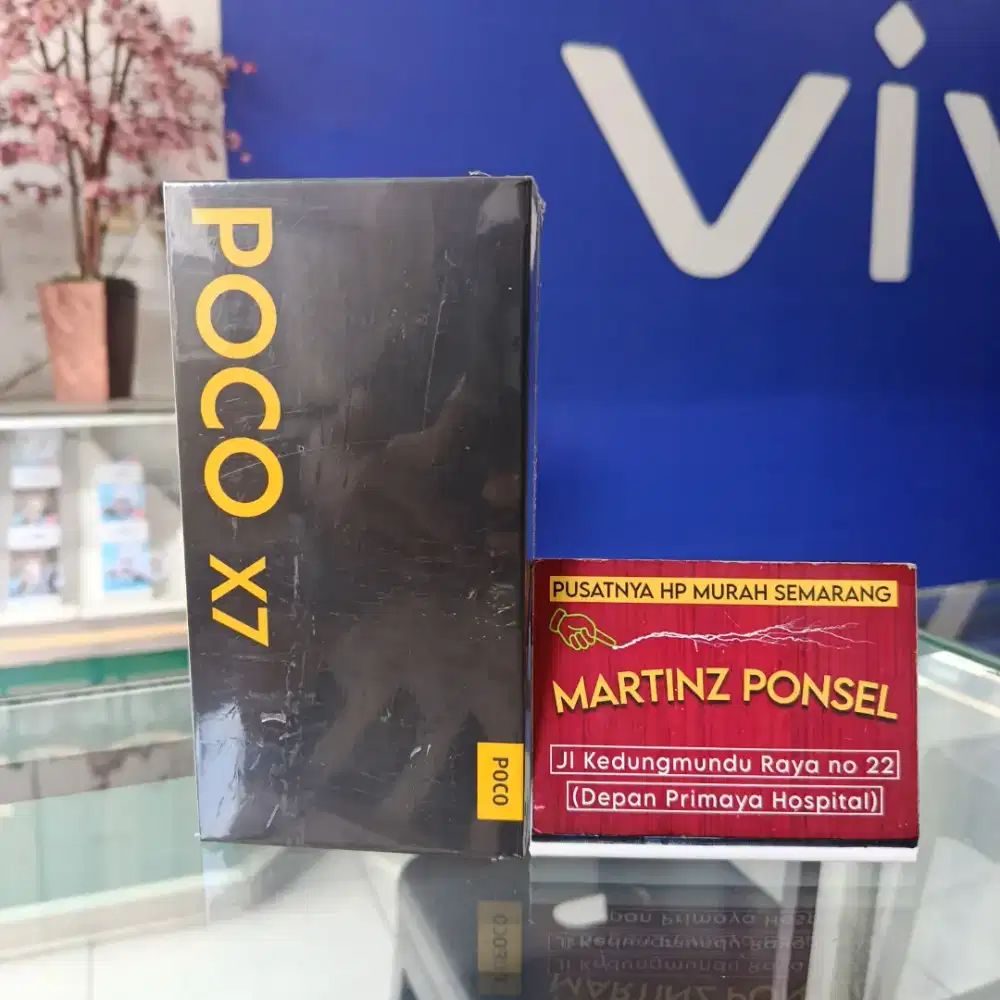 POCO X7
POCO
PUSATNYA HP MURAH SEMARANG
MARTINZ PONSEL
Jl Kedungmundu Raya no 22
(Depan Primaya Hospital)